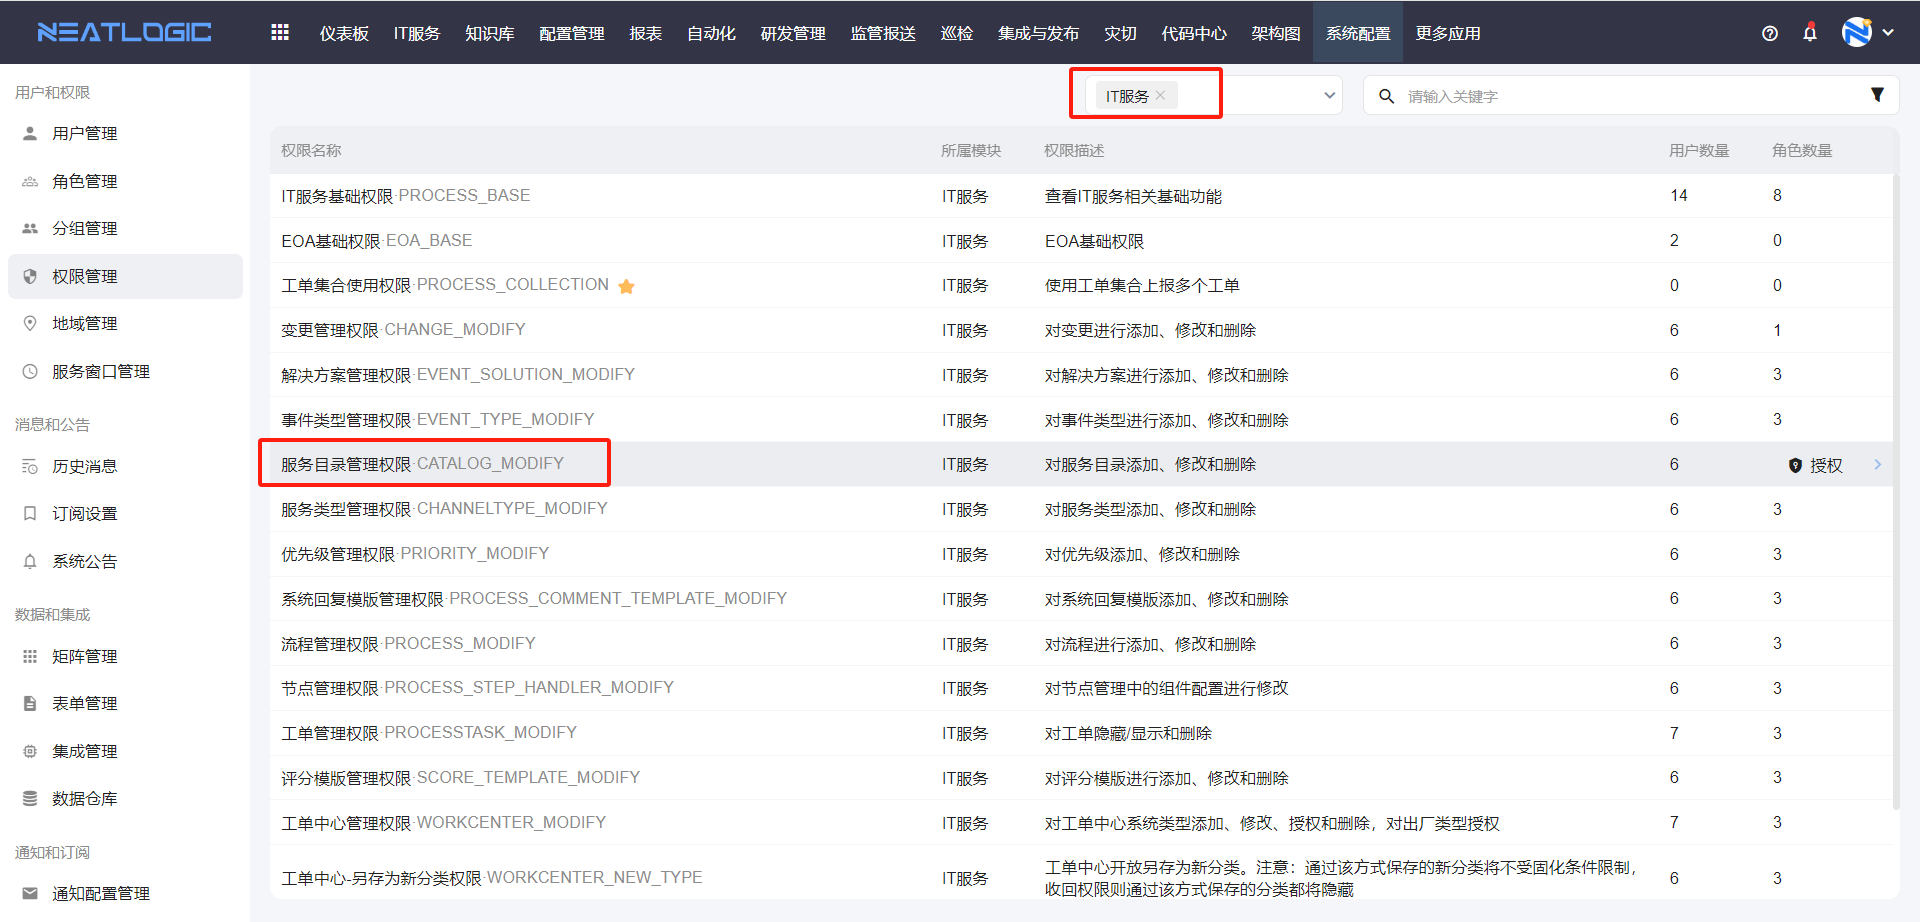 NEATLOGIC 仪表板 IT服务 知识库 配置管理 报表 自动化 研发管理 监管报送 巡检 集成与发布 灾切 代码中心 架构图 系统配置 更多应用
用户和权限
用户管理
角色管理
分组管理
权限管理
地域管理
服务窗口管理
消息和公告
历史消息
订阅设置
系统公告
数据和集成
矩阵管理
表单管理
集成管理
数据仓库
通知和订阅
通知配置管理
IT服务 请输入关键字
权限名称 所属模块 权限描述 用户数量 角色数量
IT服务基础权限·PROCESS_BASE IT服务 查看IT服务相关基础功能 14 8
EOA基础权限·EOA_BASE IT服务 EOA基础权限 2 0
工单集合使用权限·PROCESS_COLLECTION IT服务 使用工单集合上报多个工单 0 0
变更管理权限·CHANGE_MODIFY IT服务 对变更进行添加、修改和删除 6 1
解决方案管理权限·EVENT_SOLUTION_MODIFY IT服务 对解决方案进行添加、修改和删除 6 3
事件类型管理权限·EVENT_TYPE_MODIFY IT服务 对事件类型进行添加、修改和删除 6 3
服务目录管理权限·CATALOG_MODIFY IT服务 对服务目录添加、修改和删除 6 授权
服务类型管理权限·CHANNELTYPE_MODIFY IT服务 对服务类型添加、修改和删除 6 3
优先级管理权限·PRIORITY_MODIFY IT服务 对优先级添加、修改和删除 6 3
系统回复模版管理权限·PROCESS_COMMENT_TEMPLATE_MODIFY IT服务 对系统回复模版添加、修改和删除 6 3
流程管理权限·PROCESS_MODIFY IT服务 对流程进行添加、修改和删除 6 3
节点管理权限·PROCESS_STEP_HANDLER_MODIFY IT服务 对节点管理中的组件配置进行修改 6 3
工单管理权限·PROCESSTASK_MODIFY IT服务 对工单隐藏/显示和删除 7 3
评分模版管理权限·SCORE_TEMPLATE_MODIFY IT服务 对评分模版进行添加、修改和删除 6 3
工单中心管理权限·WORKCENTER_MODIFY IT服务 对工单中心系统类型添加、修改、授权和删除，对出厂类型授权 7 3
工单中心-另存为新分类权限·WORKCENTER_NEW_TYPE IT服务 工单中心开放另存为新分类。注意：通过该方式保存的新分类将不受固化条件限制， 6 3
收回权限则通过该方式保存的分类都将隐藏